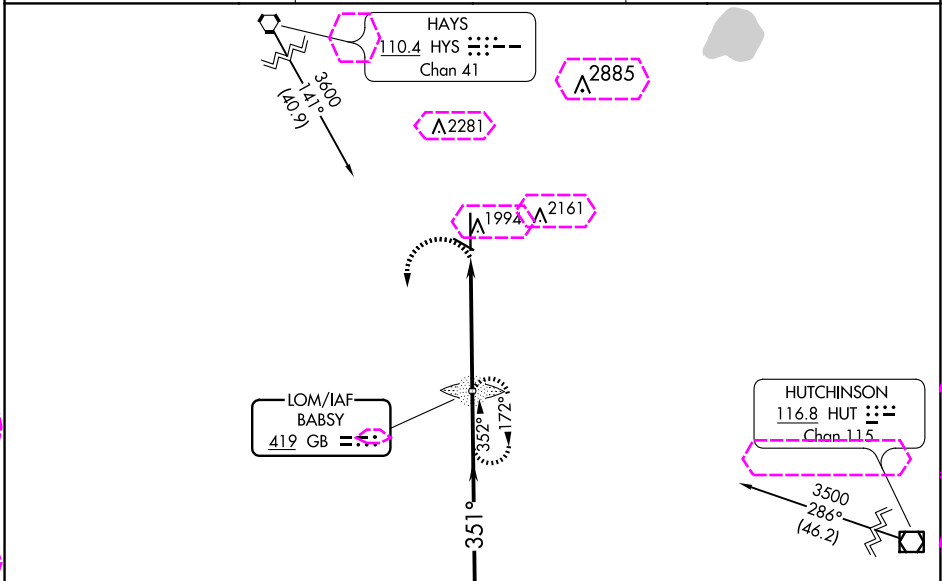 HAYS
110.4 HYS
Chan 41
3600
141°
(40.9)
2885
2281
1994
2161
LOM/IAF
BABSY
419 GB
352°
172°
351°
HUTCHINSON
116.8 HUT
Chan 115
3500
286°
(46.2)